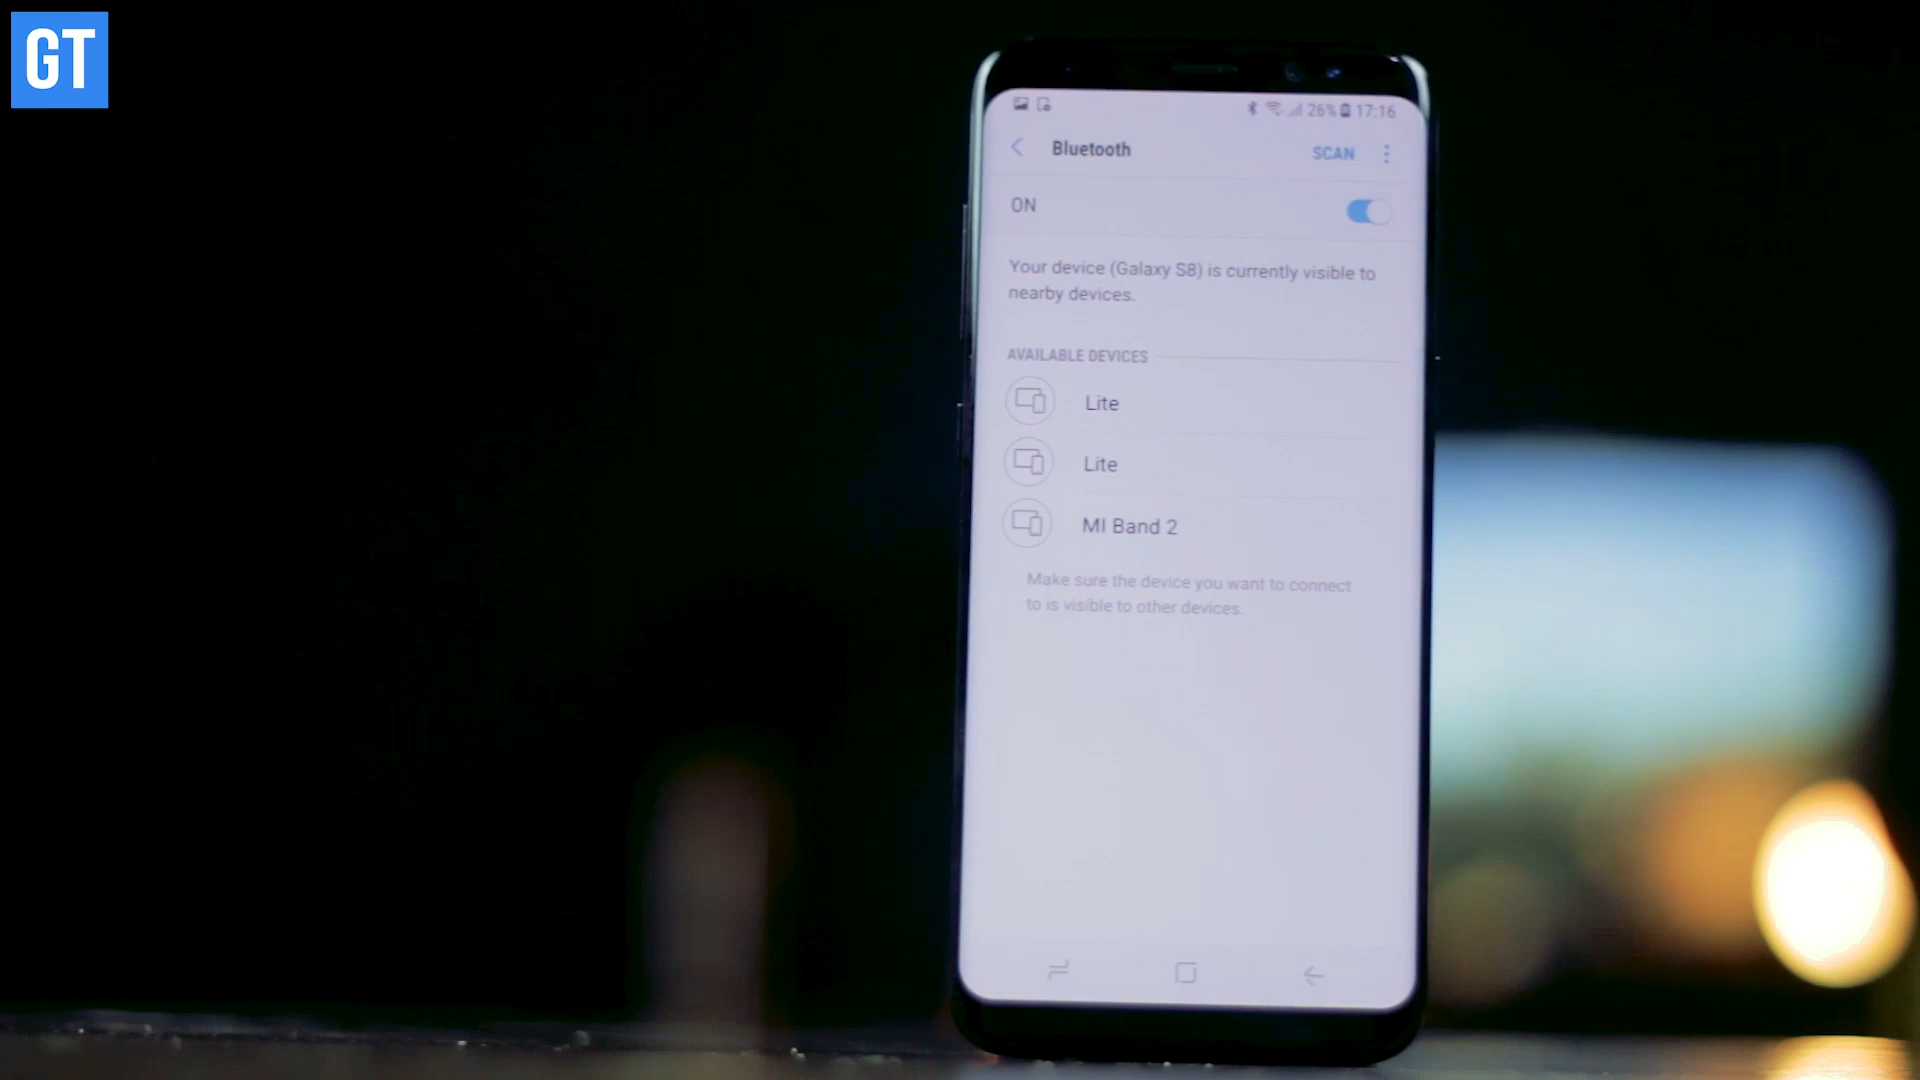 GT
26% 17:16
Bluetooth
SCAN
ON
Your device (Galaxy S8) is currently visible to
nearby devices.
AVAILABLE DEVICES
Lite
Lite
MI Band 2
Make sure the device you want to connect
to is visible to other devices.